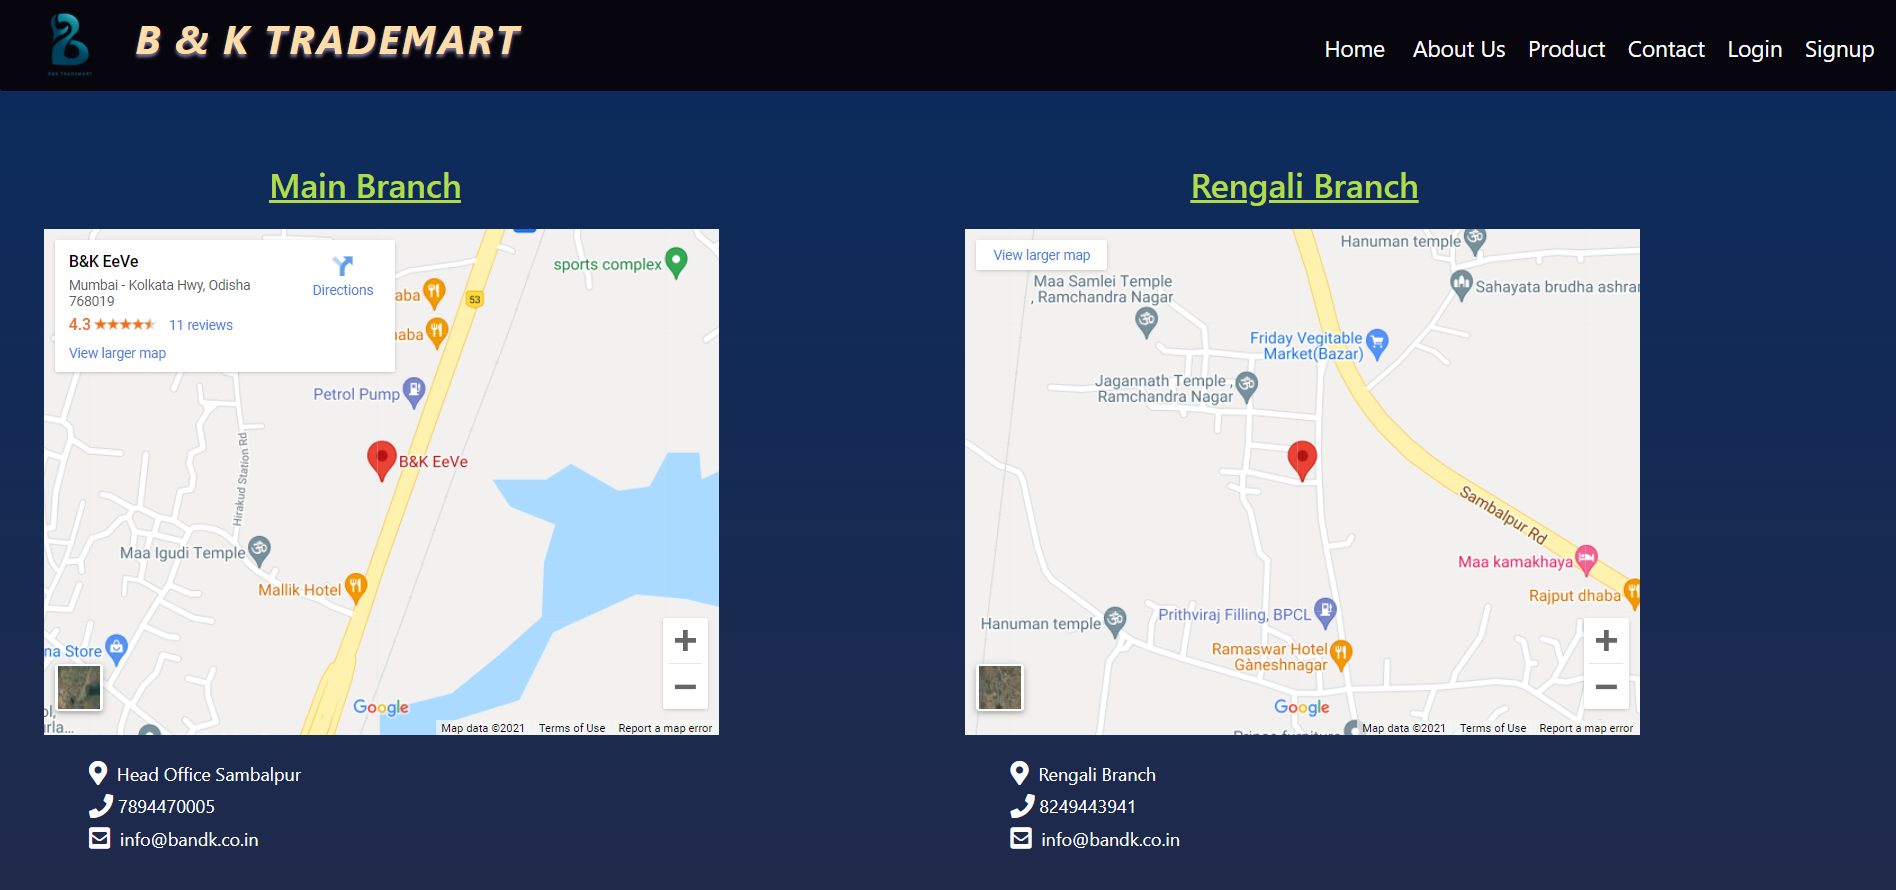 B & K TRADEMART
B&K TRADEMART
Home About Us Product Contact Login Signup
Main Branch
B&K EeVe
Mumbai - Kolkata Hwy, Odisha
768019
Directions
4.3 11 reviews
View larger map
sports complex
aba
53
haba
Petrol Pump
B&K EeVe
Hirakud Station Rd
Maa Igudi Temple
Mallik Hotel
na Store
Google
Map data ©2021 Terms of Use Report a map error
Head Office Sambalpur
7894470005
info@bandk.co.in
Rengali Branch
View larger map
Hanuman temple
Maa Samlei Temple
, Ramchandra Nagar
Sahayata brudha ashram
Friday Vegitable
Market(Bazar)
Jagannath Temple ,
Ramchandra Nagar
Sambalpur Rd
Maa kamakhaya
Rajput dhaba
Prithviraj Filling, BPCL
Hanuman temple
Ramaswar Hotel
Gàneshnagar
Google
Map data ©2021 Terms of Use Report a map error
Rengali Branch
8249443941
info@bandk.co.in